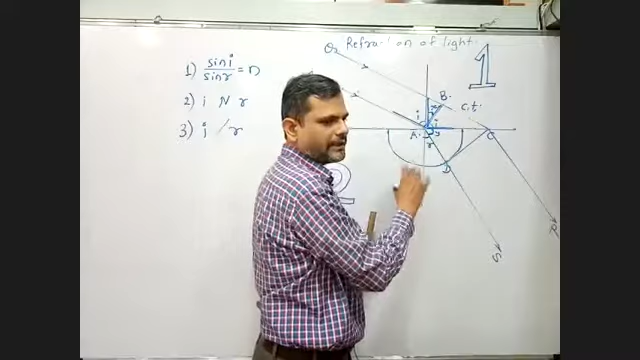 Refraction of light.
1) sin i / sin r = n
2) i N r
3) i / r
1
2
B
c.t.
i
i
A
r
C
D
S
R